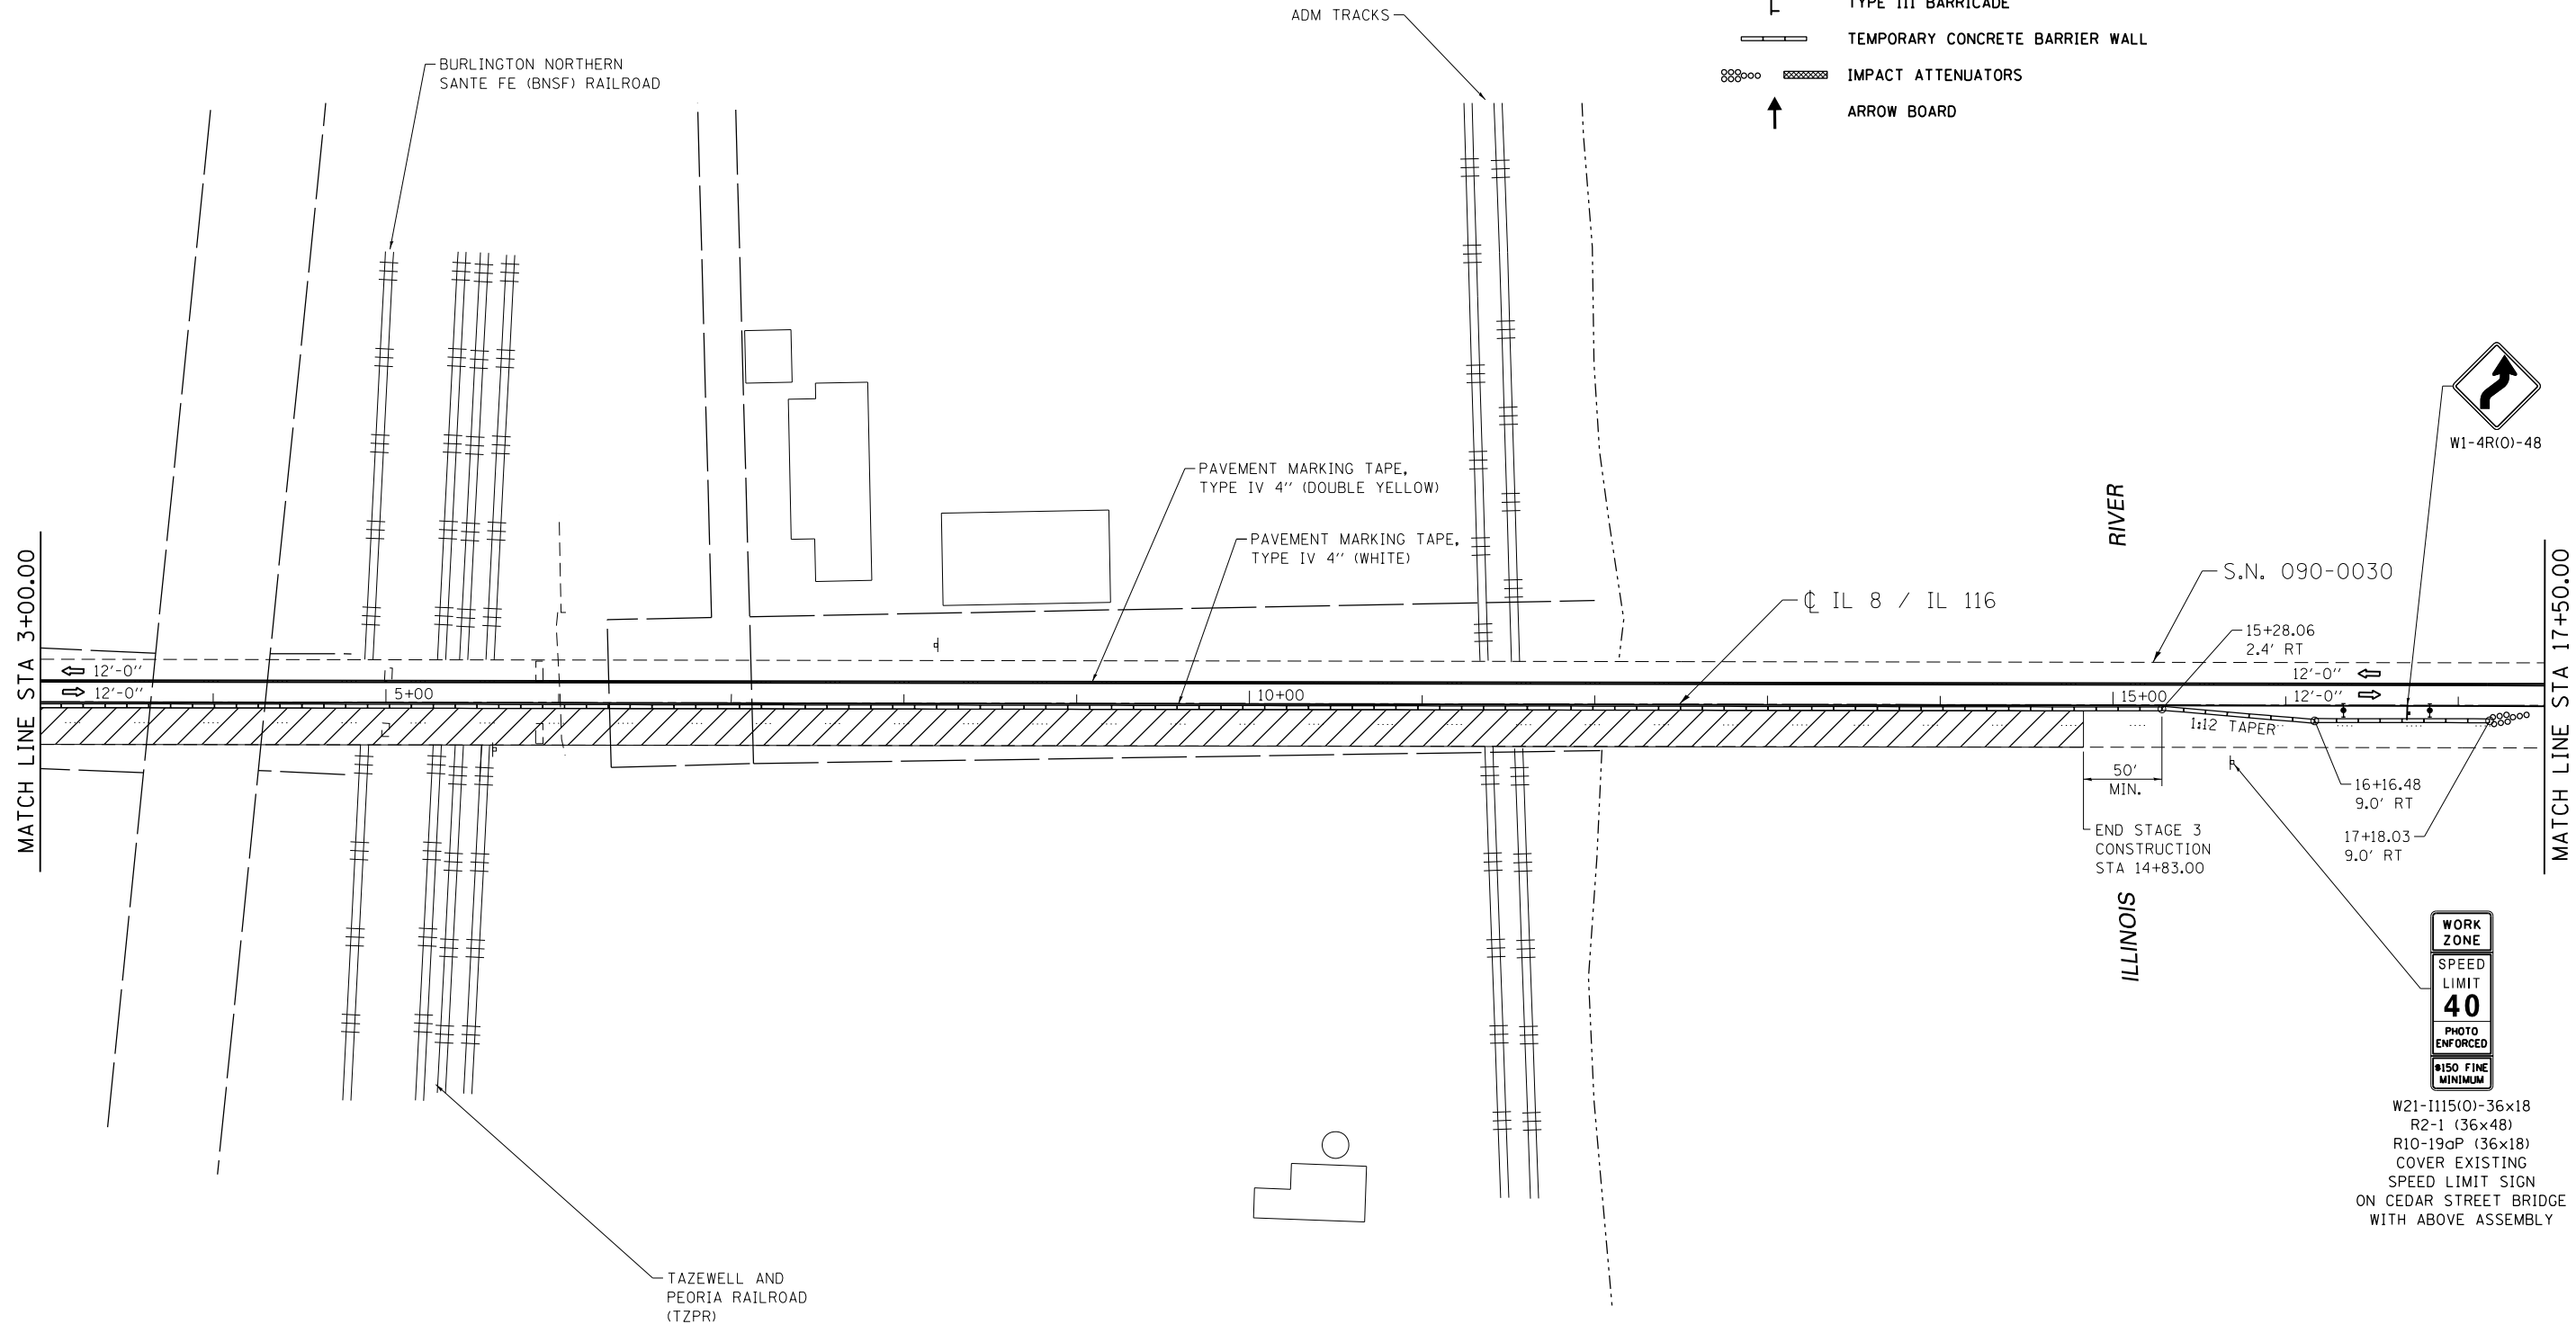 ADM TRACKS
TYPE III BARRICADE
TEMPORARY CONCRETE BARRIER WALL
IMPACT ATTENUATORS
ARROW BOARD
BURLINGTON NORTHERN
SANTE FE (BNSF) RAILROAD
W1-4R(O)-48
PAVEMENT MARKING TAPE,
TYPE IV 4'' (DOUBLE YELLOW)
PAVEMENT MARKING TAPE,
TYPE IV 4'' (WHITE)
RIVER
S.N. 090-0030
℄ IL 8 / IL 116
15+28.06
2.4' RT
MATCH LINE STA 3+00.00
MATCH LINE STA 17+50.00
12'-0''
12'-0''
12'-0''
12'-0''
5+00
10+00
15+00
1:12 TAPER
50'
MIN.
16+16.48
9.0' RT
17+18.03
9.0' RT
END STAGE 3
CONSTRUCTION
STA 14+83.00
ILLINOIS
WORK
ZONE
SPEED
LIMIT
40
PHOTO
ENFORCED
$150 FINE
MINIMUM
W21-I115(O)-36x18
R2-1 (36x48)
R10-19aP (36x18)
COVER EXISTING
SPEED LIMIT SIGN
ON CEDAR STREET BRIDGE
WITH ABOVE ASSEMBLY
TAZEWELL AND
PEORIA RAILROAD
(TZPR)